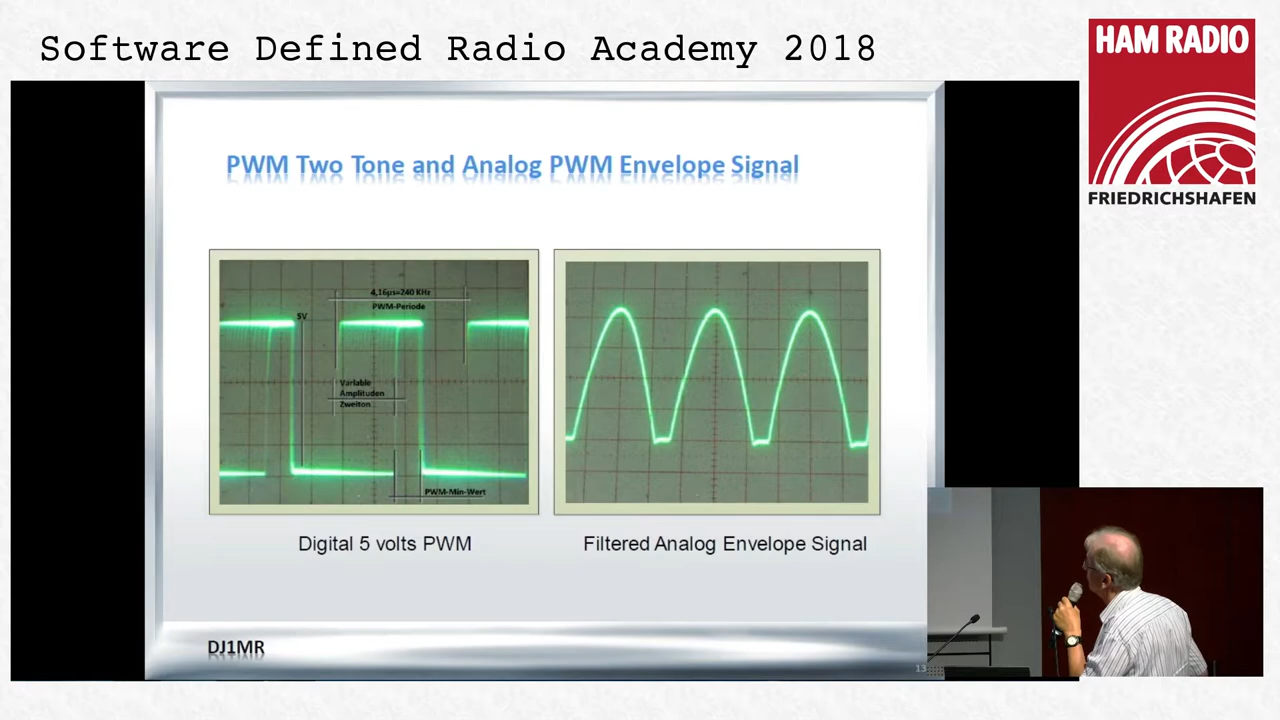 Software Defined Radio Academy 2018
HAM RADIO
FRIEDRICHSHAFEN
PWM Two Tone and Analog PWM Envelope Signal
4,16µs=240 KHz
PWM-Periode
5V
Variable
Amplituden
Zweiton
PWM-Min-Wert
Digital 5 volts PWM
Filtered Analog Envelope Signal
DJ1MR
13